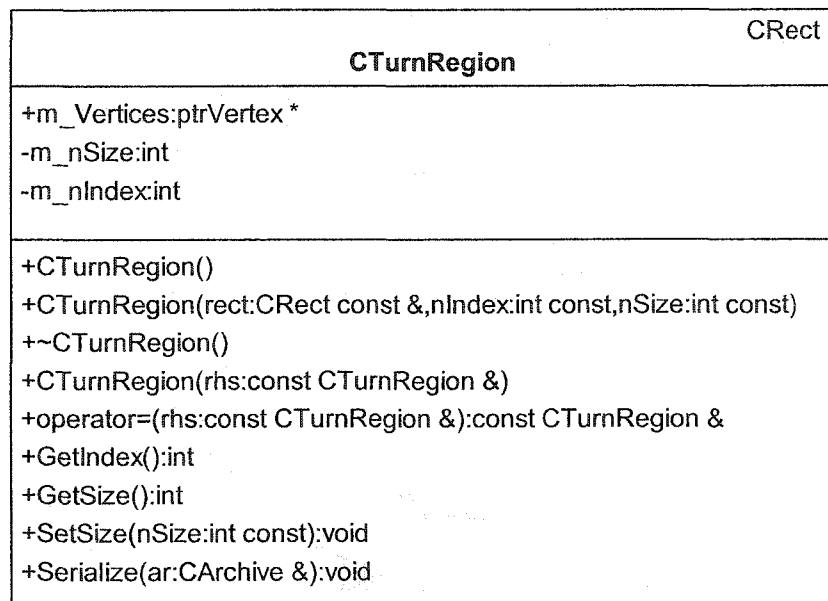 CRect
CTurnRegion
+m_Vertices:ptrVertex *
-m_nSize:int
-m_nIndex:int
+CTurnRegion()
+CTurnRegion(rect:CRect const &,nIndex:int const,nSize:int const)
+~CTurnRegion()
+CTurnRegion(rhs:const CTurnRegion &)
+operator=(rhs:const CTurnRegion &):const CTurnRegion &
+GetIndex():int
+GetSize():int
+SetSize(nSize:int const):void
+Serialize(ar:CArchive &):void